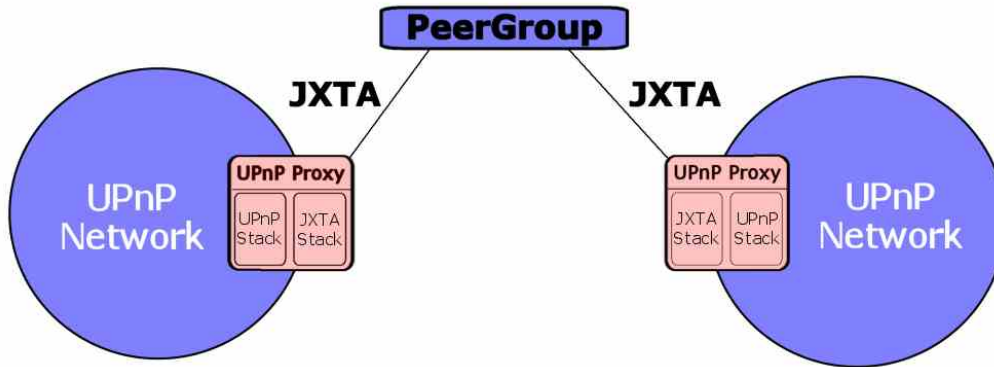 PeerGroup
JXTA
JXTA
UPnP Proxy
UPnP
Stack
JXTA
Stack
UPnP
Network
UPnP Proxy
JXTA
Stack
UPnP
Stack
UPnP
Network